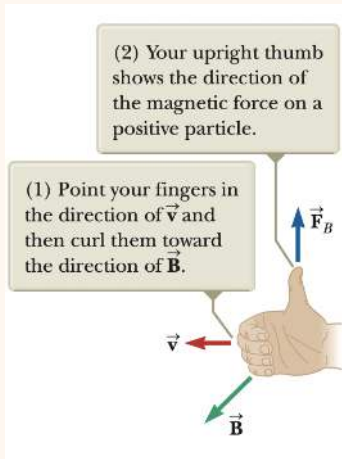 (2) Your upright thumb
shows the direction of
the magnetic force on a
positive particle.
(1) Point your fingers in
the direction of v⃗ and
then curl them toward
the direction of B⃗.
F⃗B
v⃗
B⃗